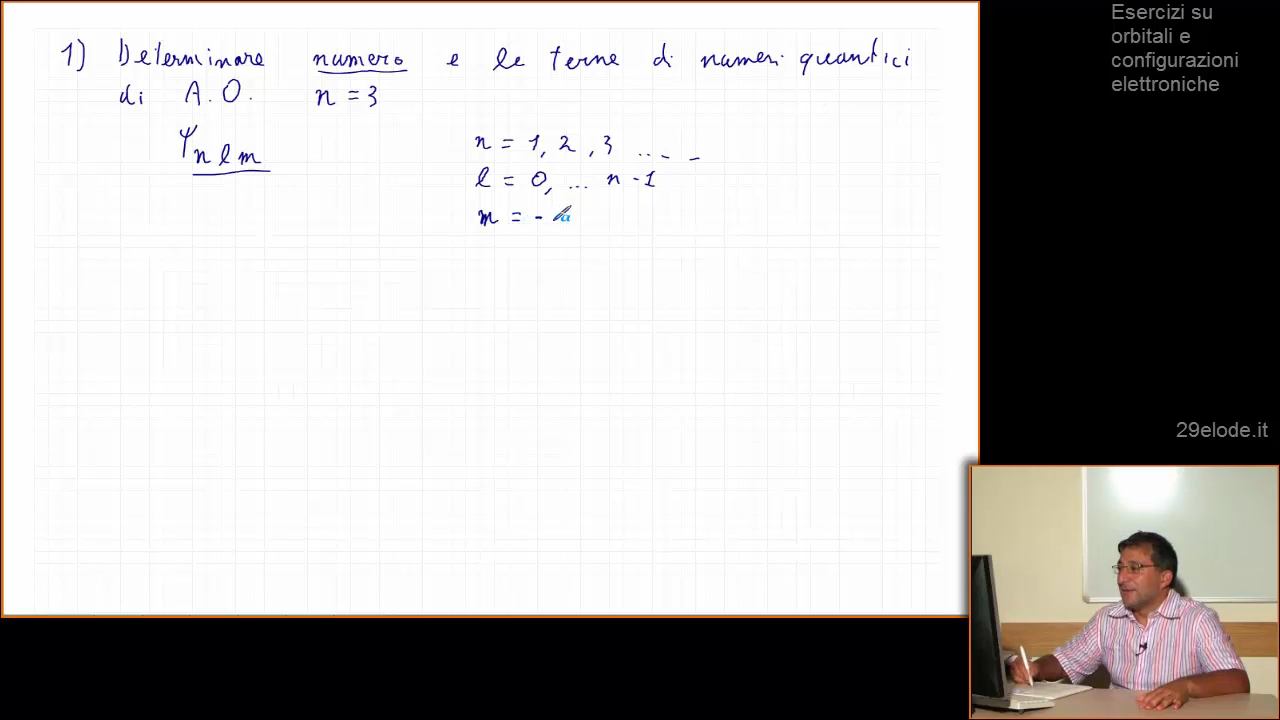 1) Determinare numero e le terne di numeri quantici
di A.O. n = 3
Ψ n l m
n = 1, 2, 3 ... - -
l = 0, ... n - 1
m = -
Esercizi su
orbitali e
configurazioni
elettroniche
29elode.it